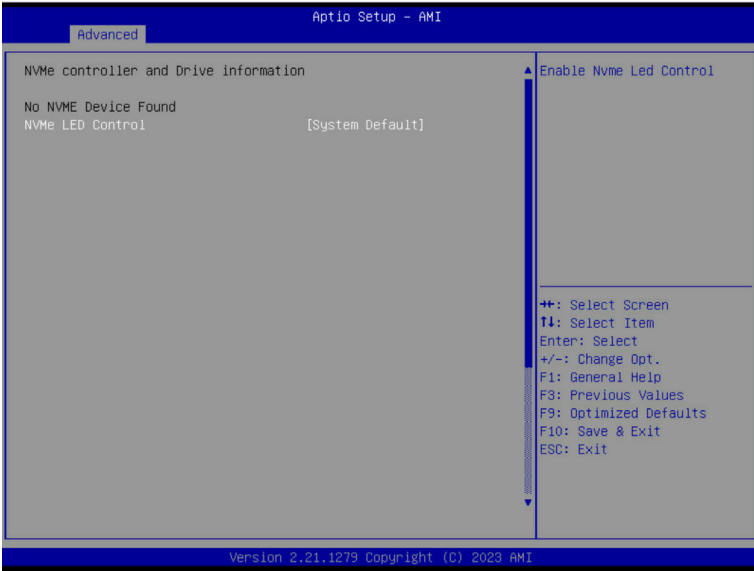 Aptio Setup – AMI
Advanced
NVMe controller and Drive information
No NVME Device Found
NVMe LED Control [System Default]
Enable Nvme Led Control
→←: Select Screen
↑↓: Select Item
Enter: Select
+/-: Change Opt.
F1: General Help
F3: Previous Values
F9: Optimized Defaults
F10: Save & Exit
ESC: Exit
Version 2.21.1279 Copyright (C) 2023 AMI